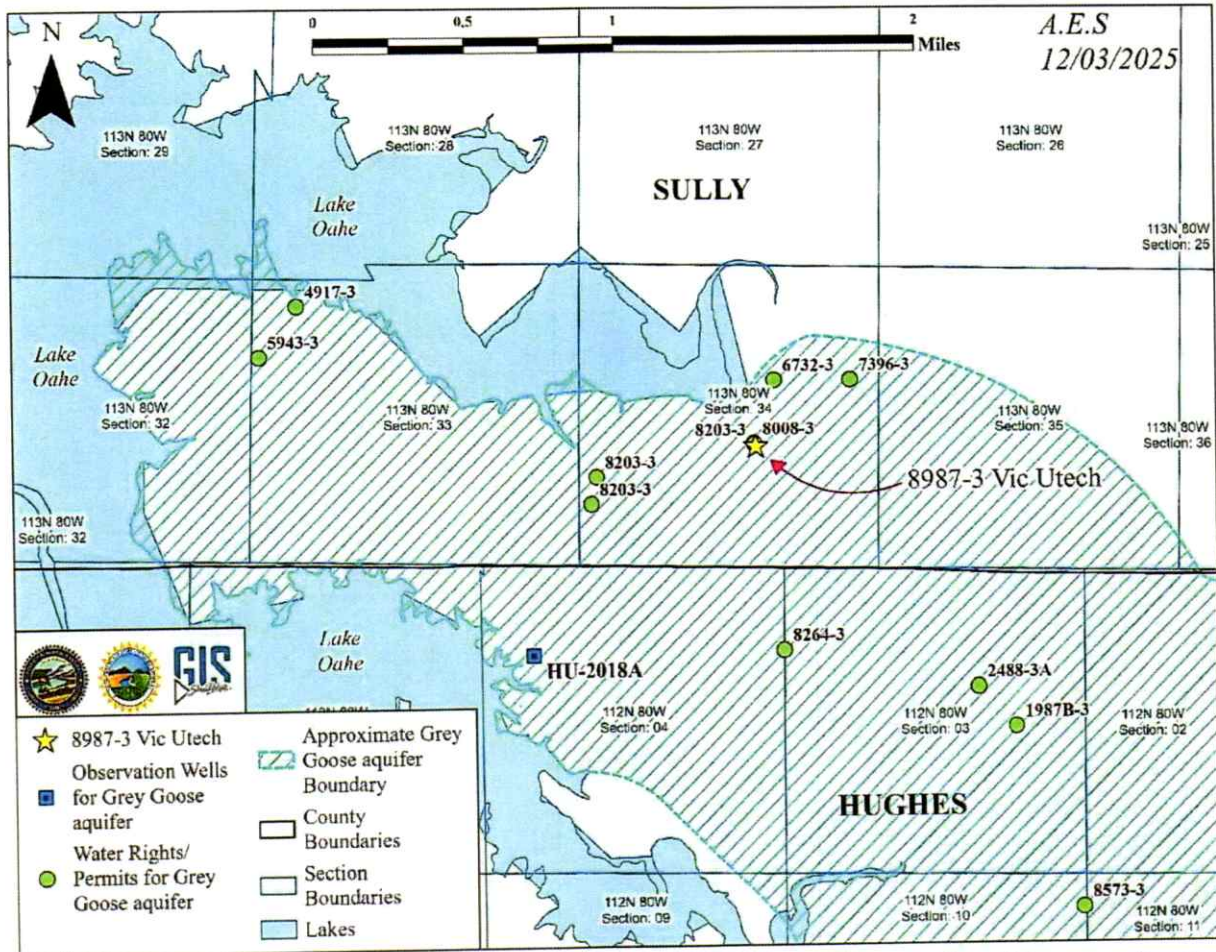 N
0
0.5
1
2
Miles
A.E.S
12/03/2025
113N 80W
Section: 29
113N 80W
Section: 28
113N 80W
Section: 27
113N 80W
Section: 26
SULLY
Lake
Oahe
113N 80W
Section: 25
4917-3
5943-3
Lake
Oahe
6732-3
7396-3
113N 80W
Section: 32
113N 80W
Section: 33
113N 80W
Section: 34
113N 80W
Section: 35
113N 80W
Section: 36
8203-3
8008-3
8203-3
8203-3
8987-3 Vic Utech
113N 80W
Section: 32
Lake
Oahe
HU-2018A
8264-3
2488-3A
1987B-3
112N 80W
Section: 04
112N 80W
Section: 03
112N 80W
Section: 02
HUGHES
8573-3
112N 80W
Section: 09
112N 80W
Section: 10
112N 80W
Section: 11
GIS
8987-3 Vic Utech
Observation Wells
for Grey Goose
aquifer
Water Rights/
Permits for Grey
Goose aquifer
Approximate Grey
Goose aquifer
Boundary
County
Boundaries
Section
Boundaries
Lakes